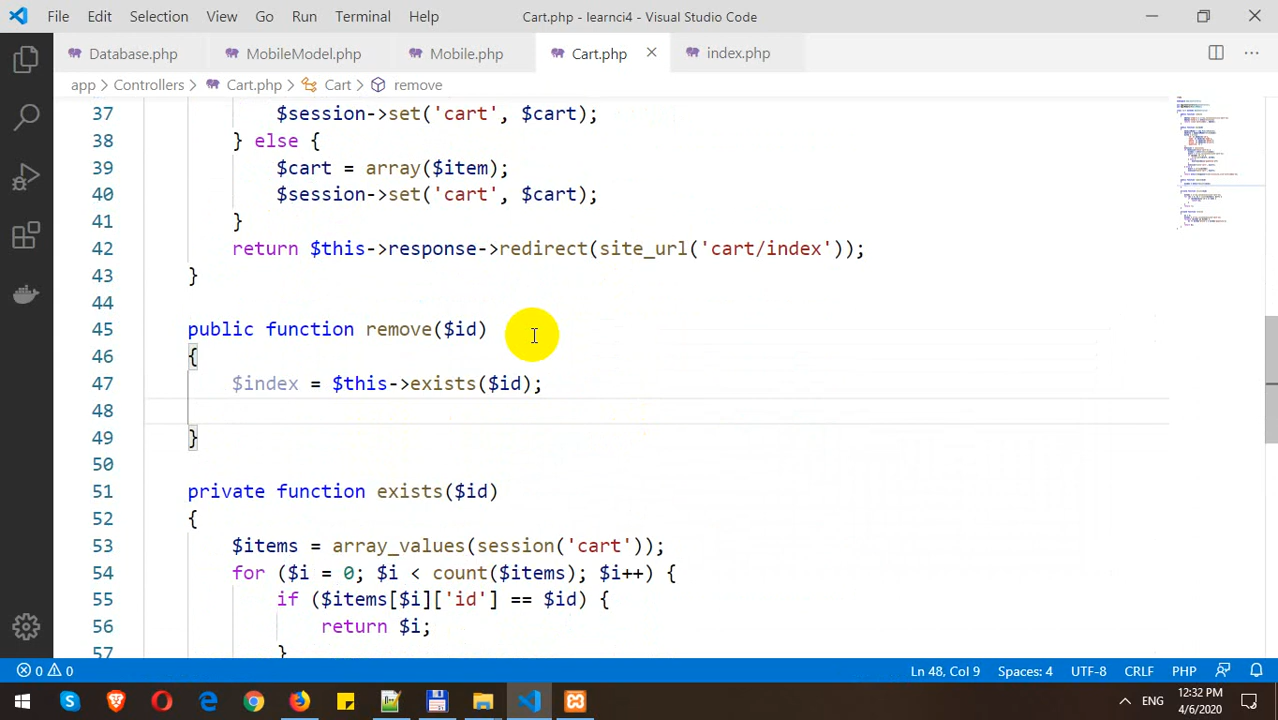 File Edit Selection View Go Run Terminal Help Cart.php - learnci4 - Visual Studio Code
Database.php MobileModel.php Mobile.php Cart.php index.php
app > Controllers > Cart.php > Cart > remove
37 $session->set('cart', $cart);
38 } else {
39 $cart = array($item);
40 $session->set('cart', $cart);
41 }
42 return $this->response->redirect(site_url('cart/index'));
43 }
44
45 public function remove($id)
46 {
47 $index = $this->exists($id);
48
49 }
50
51 private function exists($id)
52 {
53 $items = array_values(session('cart'));
54 for ($i = 0; $i < count($items); $i++) {
55 if ($items[$i]['id'] == $id) {
56 return $i;
57 }
0 0 Ln 48, Col 9 Spaces: 4 UTF-8 CRLF PHP
ENG 12:32 PM
4/6/2020